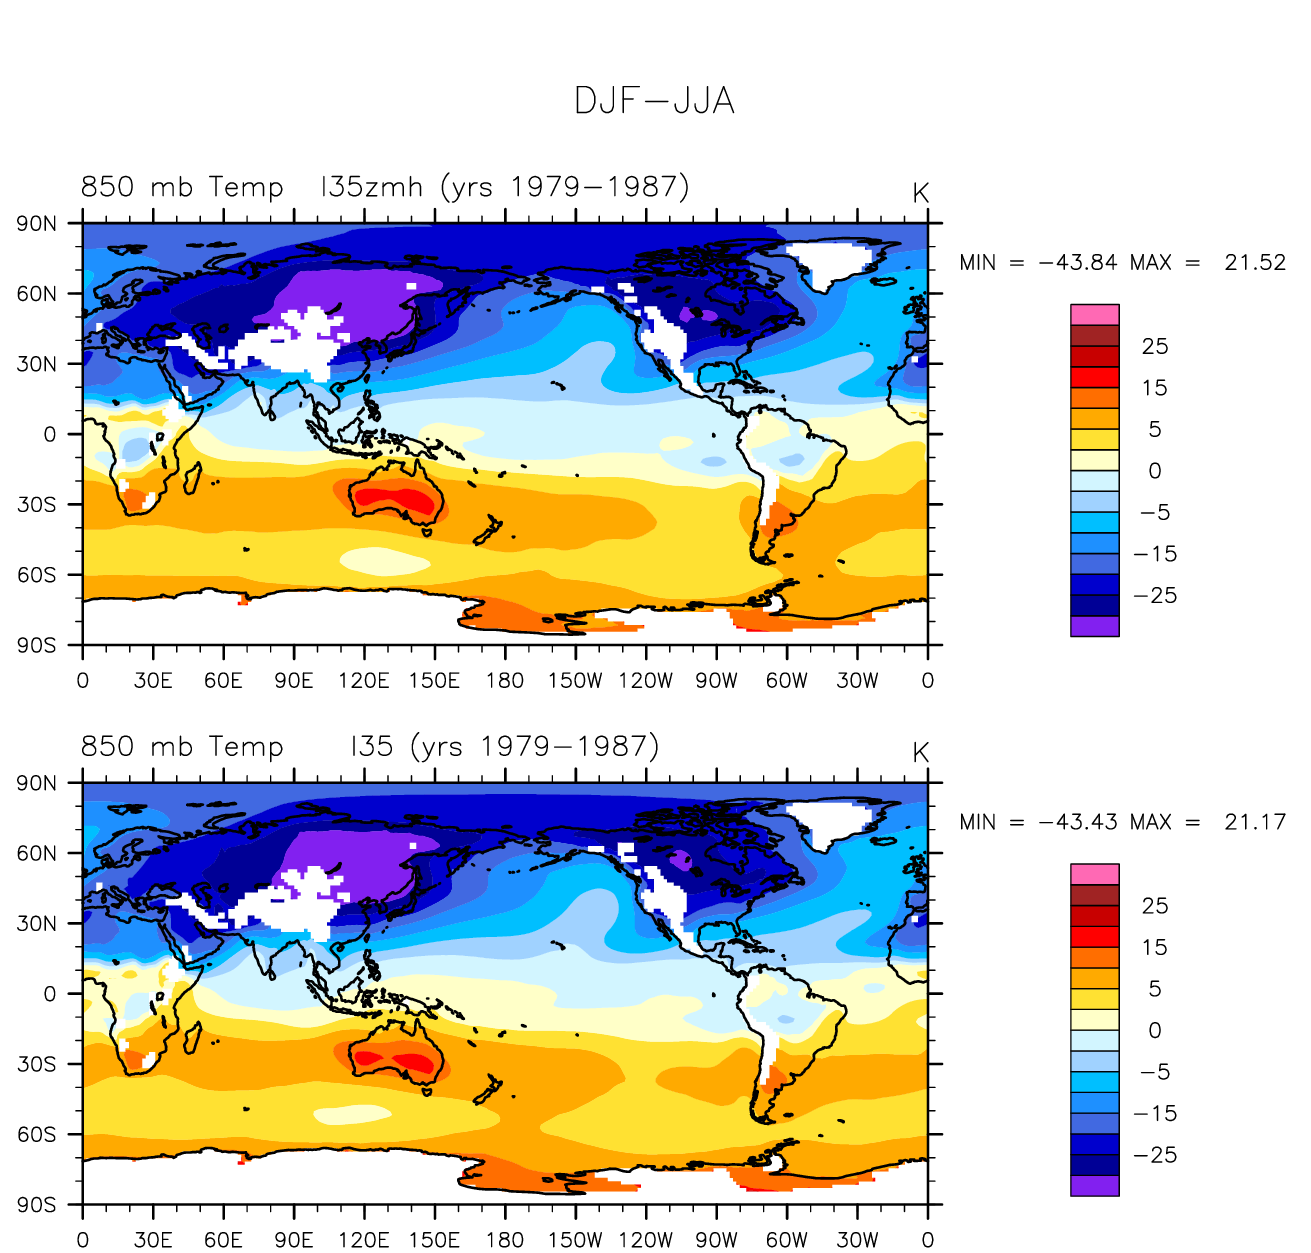 DJF−JJA
850 mb Temp I35zmh (yrs 1979−1987) K
90N
60N
30N
0
30S
60S
90S
0 30E 60E 90E 120E 150E 180 150W 120W 90W 60W 30W 0
MIN = −43.84 MAX = 21.52
25
15
5
0
−5
−15
−25
850 mb Temp I35 (yrs 1979−1987) K
90N
60N
30N
0
30S
60S
90S
0 30E 60E 90E 120E 150E 180 150W 120W 90W 60W 30W 0
MIN = −43.43 MAX = 21.17
25
15
5
0
−5
−15
−25